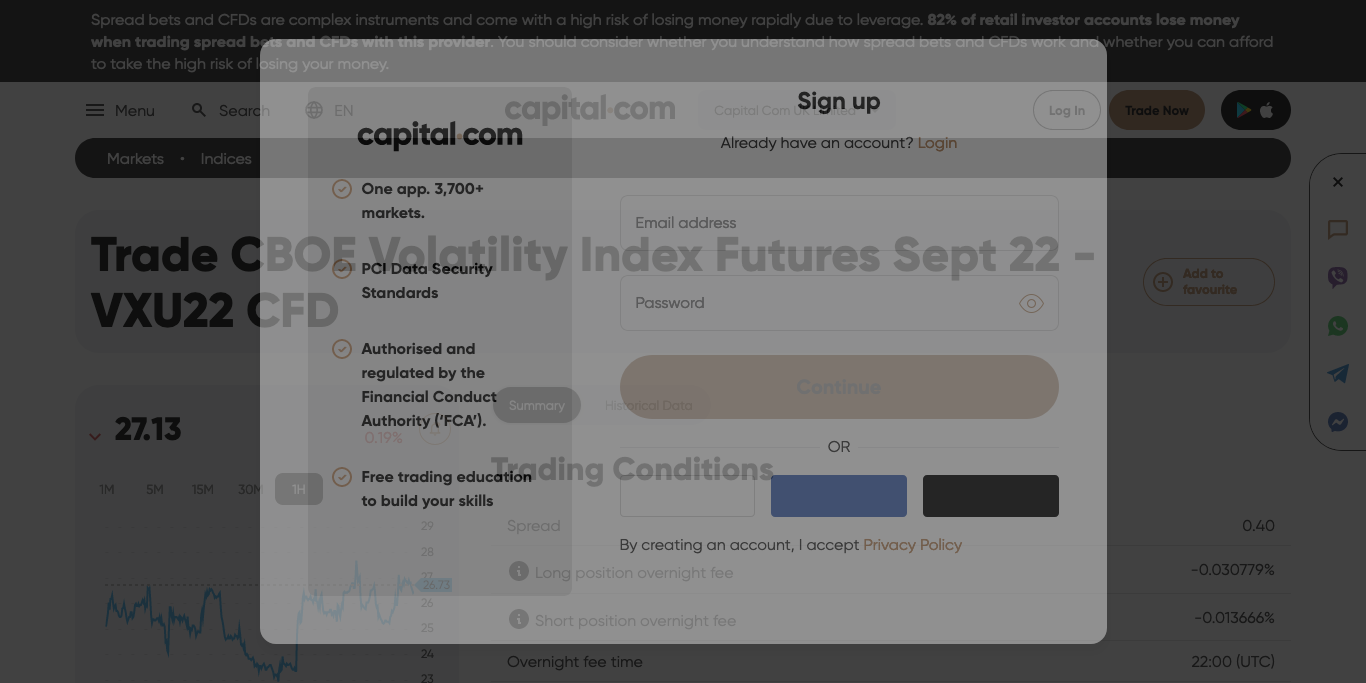 Spread bets and CFDs are complex instruments and come with a high risk of losing money rapidly due to leverage. 82% of retail investor accounts lose money
when trading spread bets and CFDs with this provider. You should consider whether you understand how spread bets and CFDs work and whether you can afford
to take the high risk of losing your money.
Menu
Search
EN
capital.com
Capital Com UK Limited
Log In
Trade Now
Markets
Indices
Trade CBOE Volatility Index Futures Sept 22 -
VXU22 CFD
Add to
favourite
27.13
0.19%
1M
5M
15M
30M
1H
29
28
27
26.73
26
25
24
23
Summary
Historical Data
Trading Conditions
Spread
0.40
Long position overnight fee
-0.030779%
Short position overnight fee
-0.013666%
Overnight fee time
22:00 (UTC)
capital.com
One app. 3,700+
markets.
PCI Data Security
Standards
Authorised and
regulated by the
Financial Conduct
Authority (‘FCA’).
Free trading education
to build your skills
Sign up
Already have an account? Login
Email address
Password
Continue
OR
By creating an account, I accept Privacy Policy